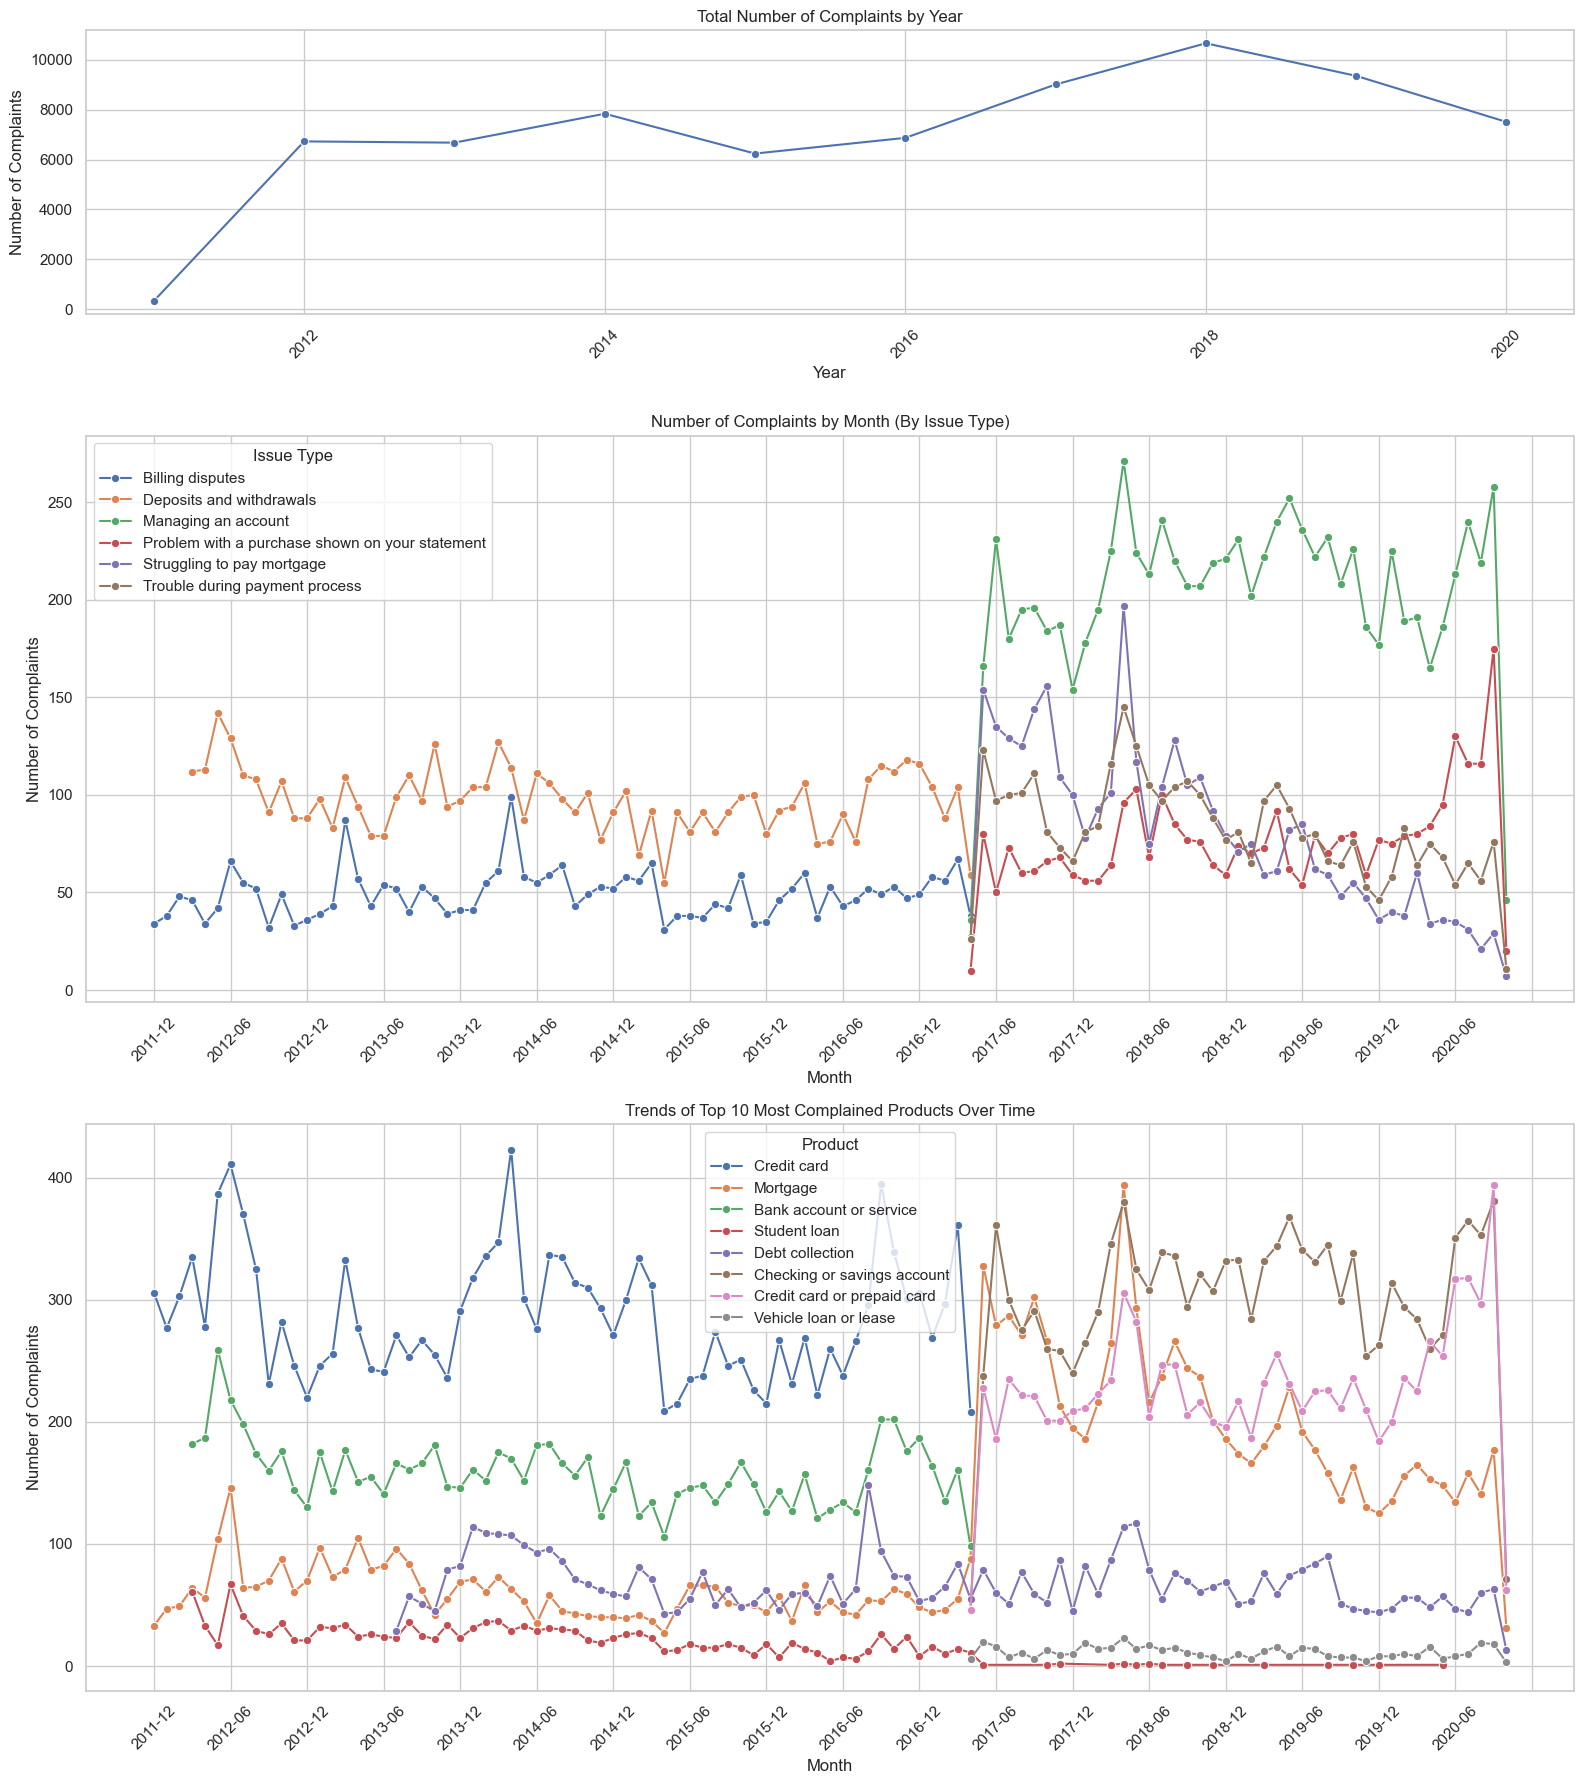 Total Number of Complaints by Year
Number of Complaints
10000
8000
6000
4000
2000
0
2012
2014
2016
2018
2020
Year
Number of Complaints by Month (By Issue Type)
Issue Type
Billing disputes
Deposits and withdrawals
Managing an account
Problem with a purchase shown on your statement
Struggling to pay mortgage
Trouble during payment process
Number of Complaints
250
200
150
100
50
0
2011-12
2012-06
2012-12
2013-06
2013-12
2014-06
2014-12
2015-06
2015-12
2016-06
2016-12
2017-06
2017-12
2018-06
2018-12
2019-06
2019-12
2020-06
Month
Trends of Top 10 Most Complained Products Over Time
Product
Credit card
Mortgage
Bank account or service
Student loan
Debt collection
Checking or savings account
Credit card or prepaid card
Vehicle loan or lease
Number of Complaints
400
300
200
100
0
2011-12
2012-06
2012-12
2013-06
2013-12
2014-06
2014-12
2015-06
2015-12
2016-06
2016-12
2017-06
2017-12
2018-06
2018-12
2019-06
2019-12
2020-06
Month